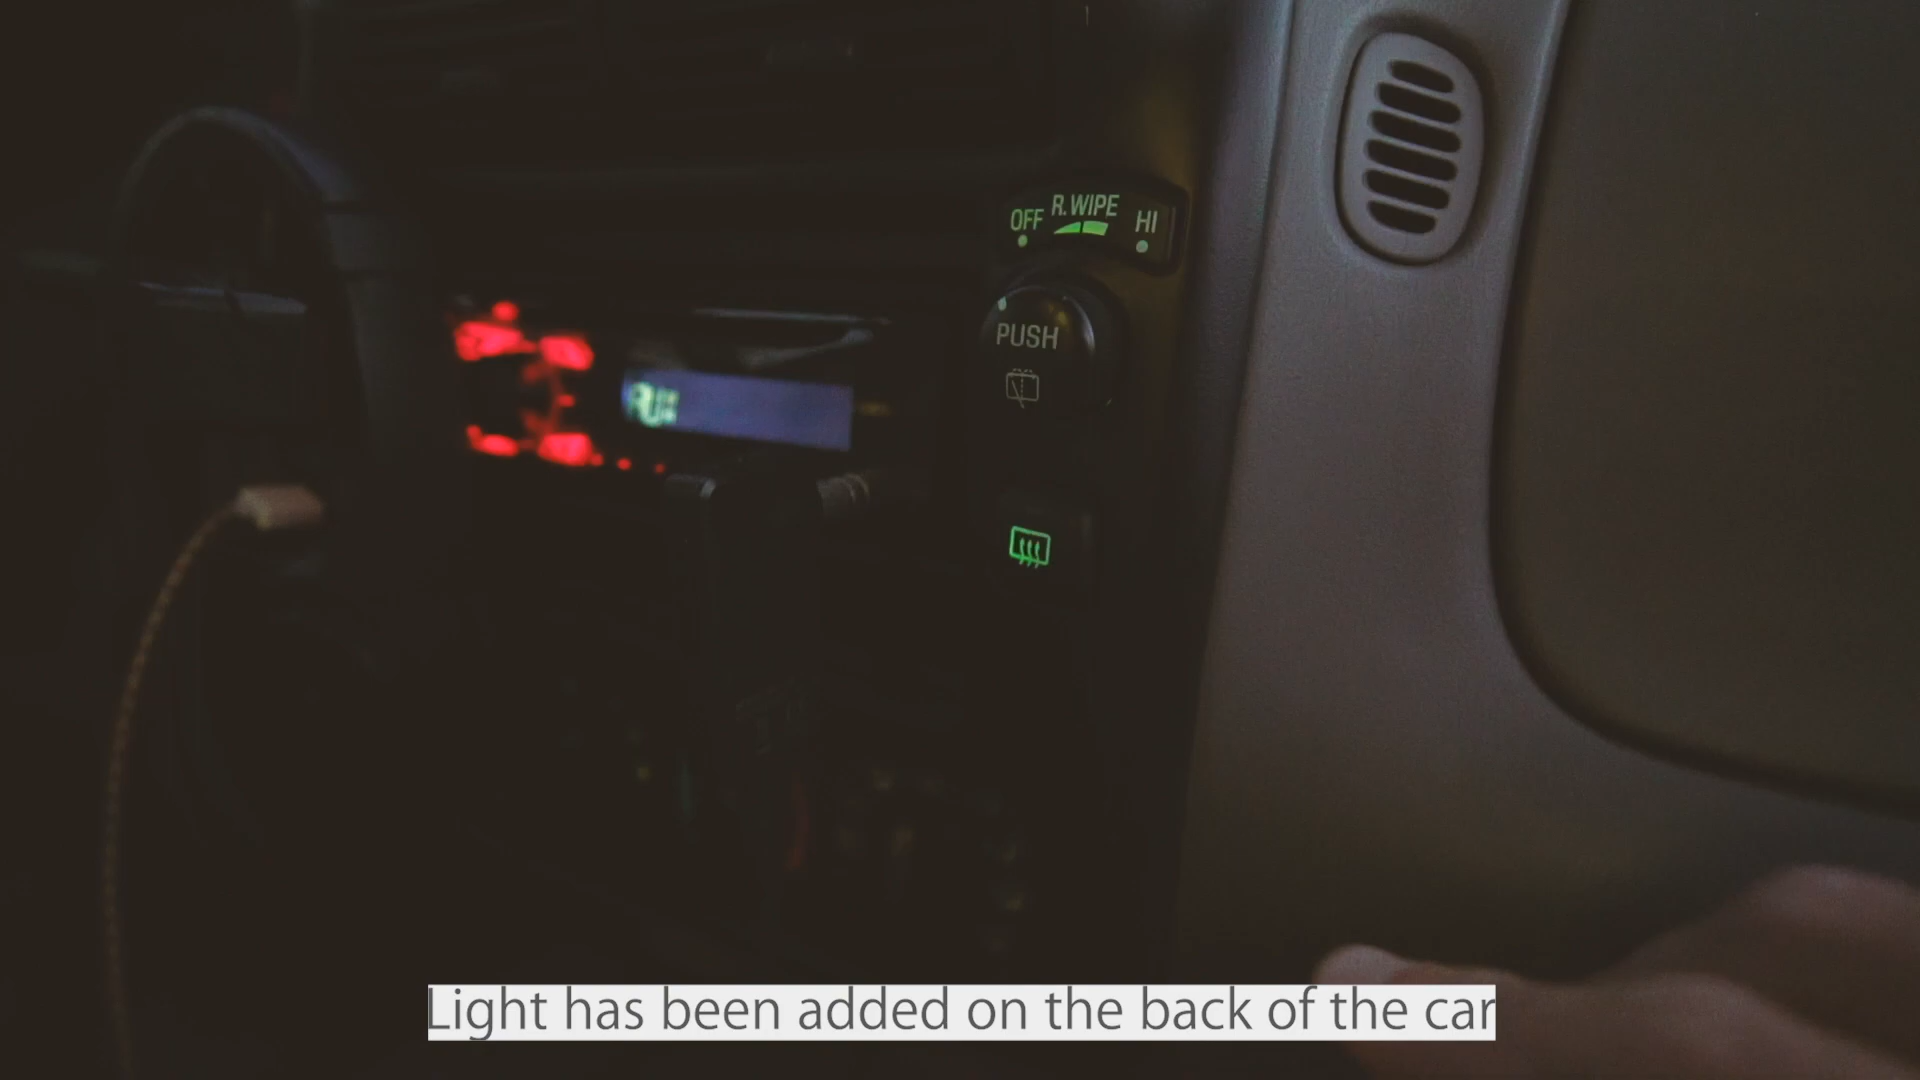 R.WIPE
OFF HI
PUSH
Light has been added on the back of the car